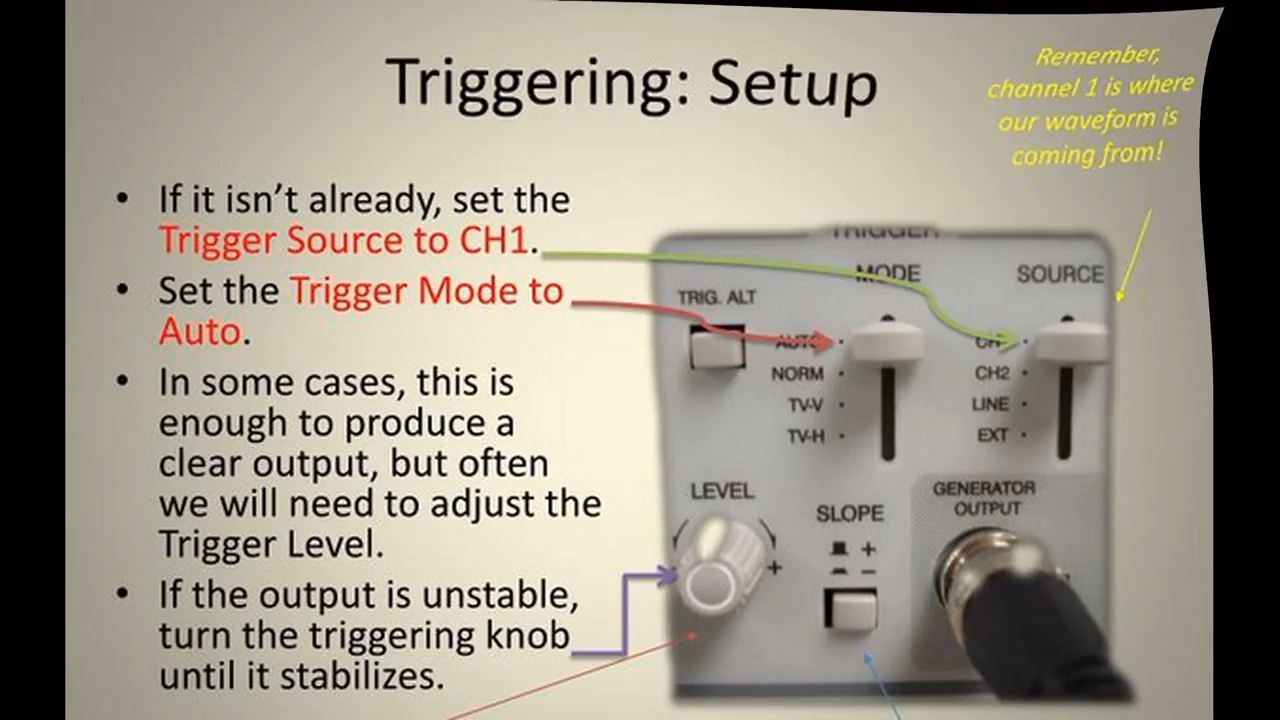 Triggering: Setup
Remember,
channel 1 is where
our waveform is
coming from!
• If it isn't already, set the
Trigger Source to CH1.
• Set the Trigger Mode to
Auto.
• In some cases, this is
enough to produce a
clear output, but often
we will need to adjust the
Trigger Level.
• If the output is unstable,
turn the triggering knob
until it stabilizes.
TRIGGER
MODE
SOURCE
TRIG. ALT
AUTO
NORM
TV-V
TV-H
CH2
LINE
EXT
LEVEL
+
SLOPE
+
−
GENERATOR
OUTPUT